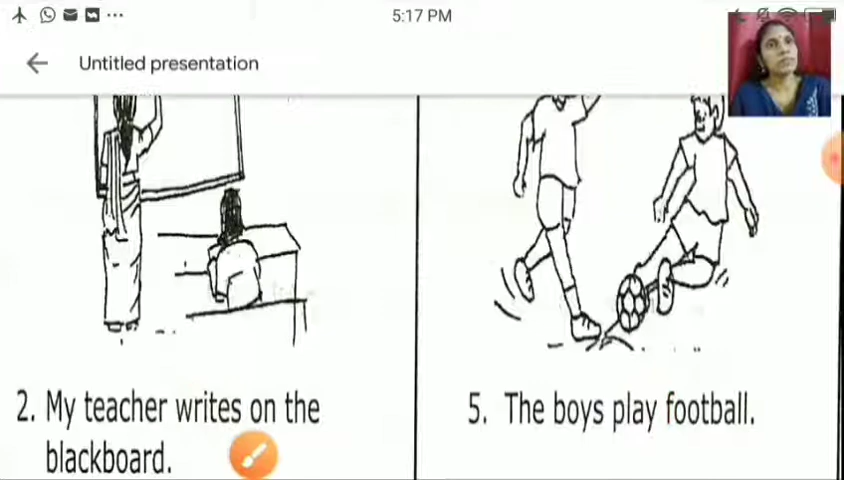 5:17 PM
Untitled presentation
2. My teacher writes on the
blackboard.
5. The boys play football.